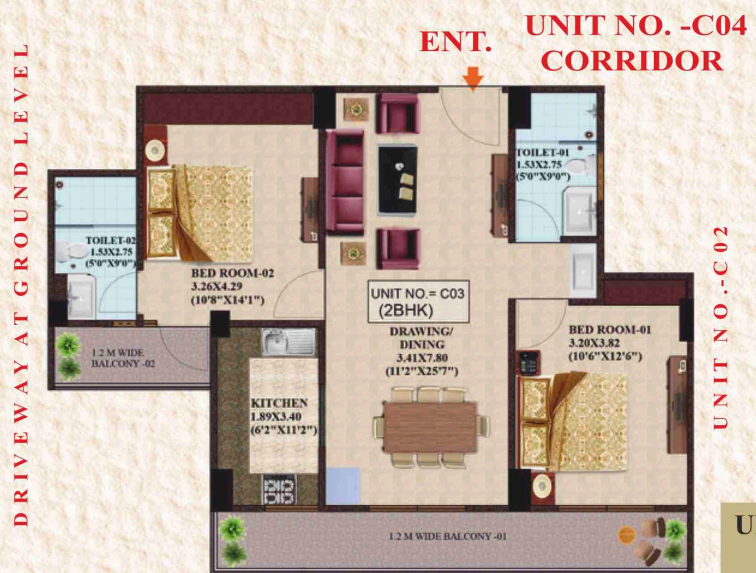 UNIT NO. -C04
ENT.
CORRIDOR
DRIVEWAY AT GROUND LEVEL
TOILET-01
1.53X2.75
(5'0"X9'0")
TOILET-02
1.53X2.75
(5'0"X9'0")
BED ROOM-02
3.26X4.29
(10'8"X14'1")
UNIT NO.= C03
(2BHK)
DRAWING/
DINING
3.41X7.80
(11'2"X25'7")
BED ROOM-01
3.20X3.82
(10'6"X12'6")
UNIT NO.-C02
1.2 M WIDE
BALCONY -02
KITCHEN
1.89X3.40
(6'2"X11'2")
1.2 M WIDE BALCONY -01